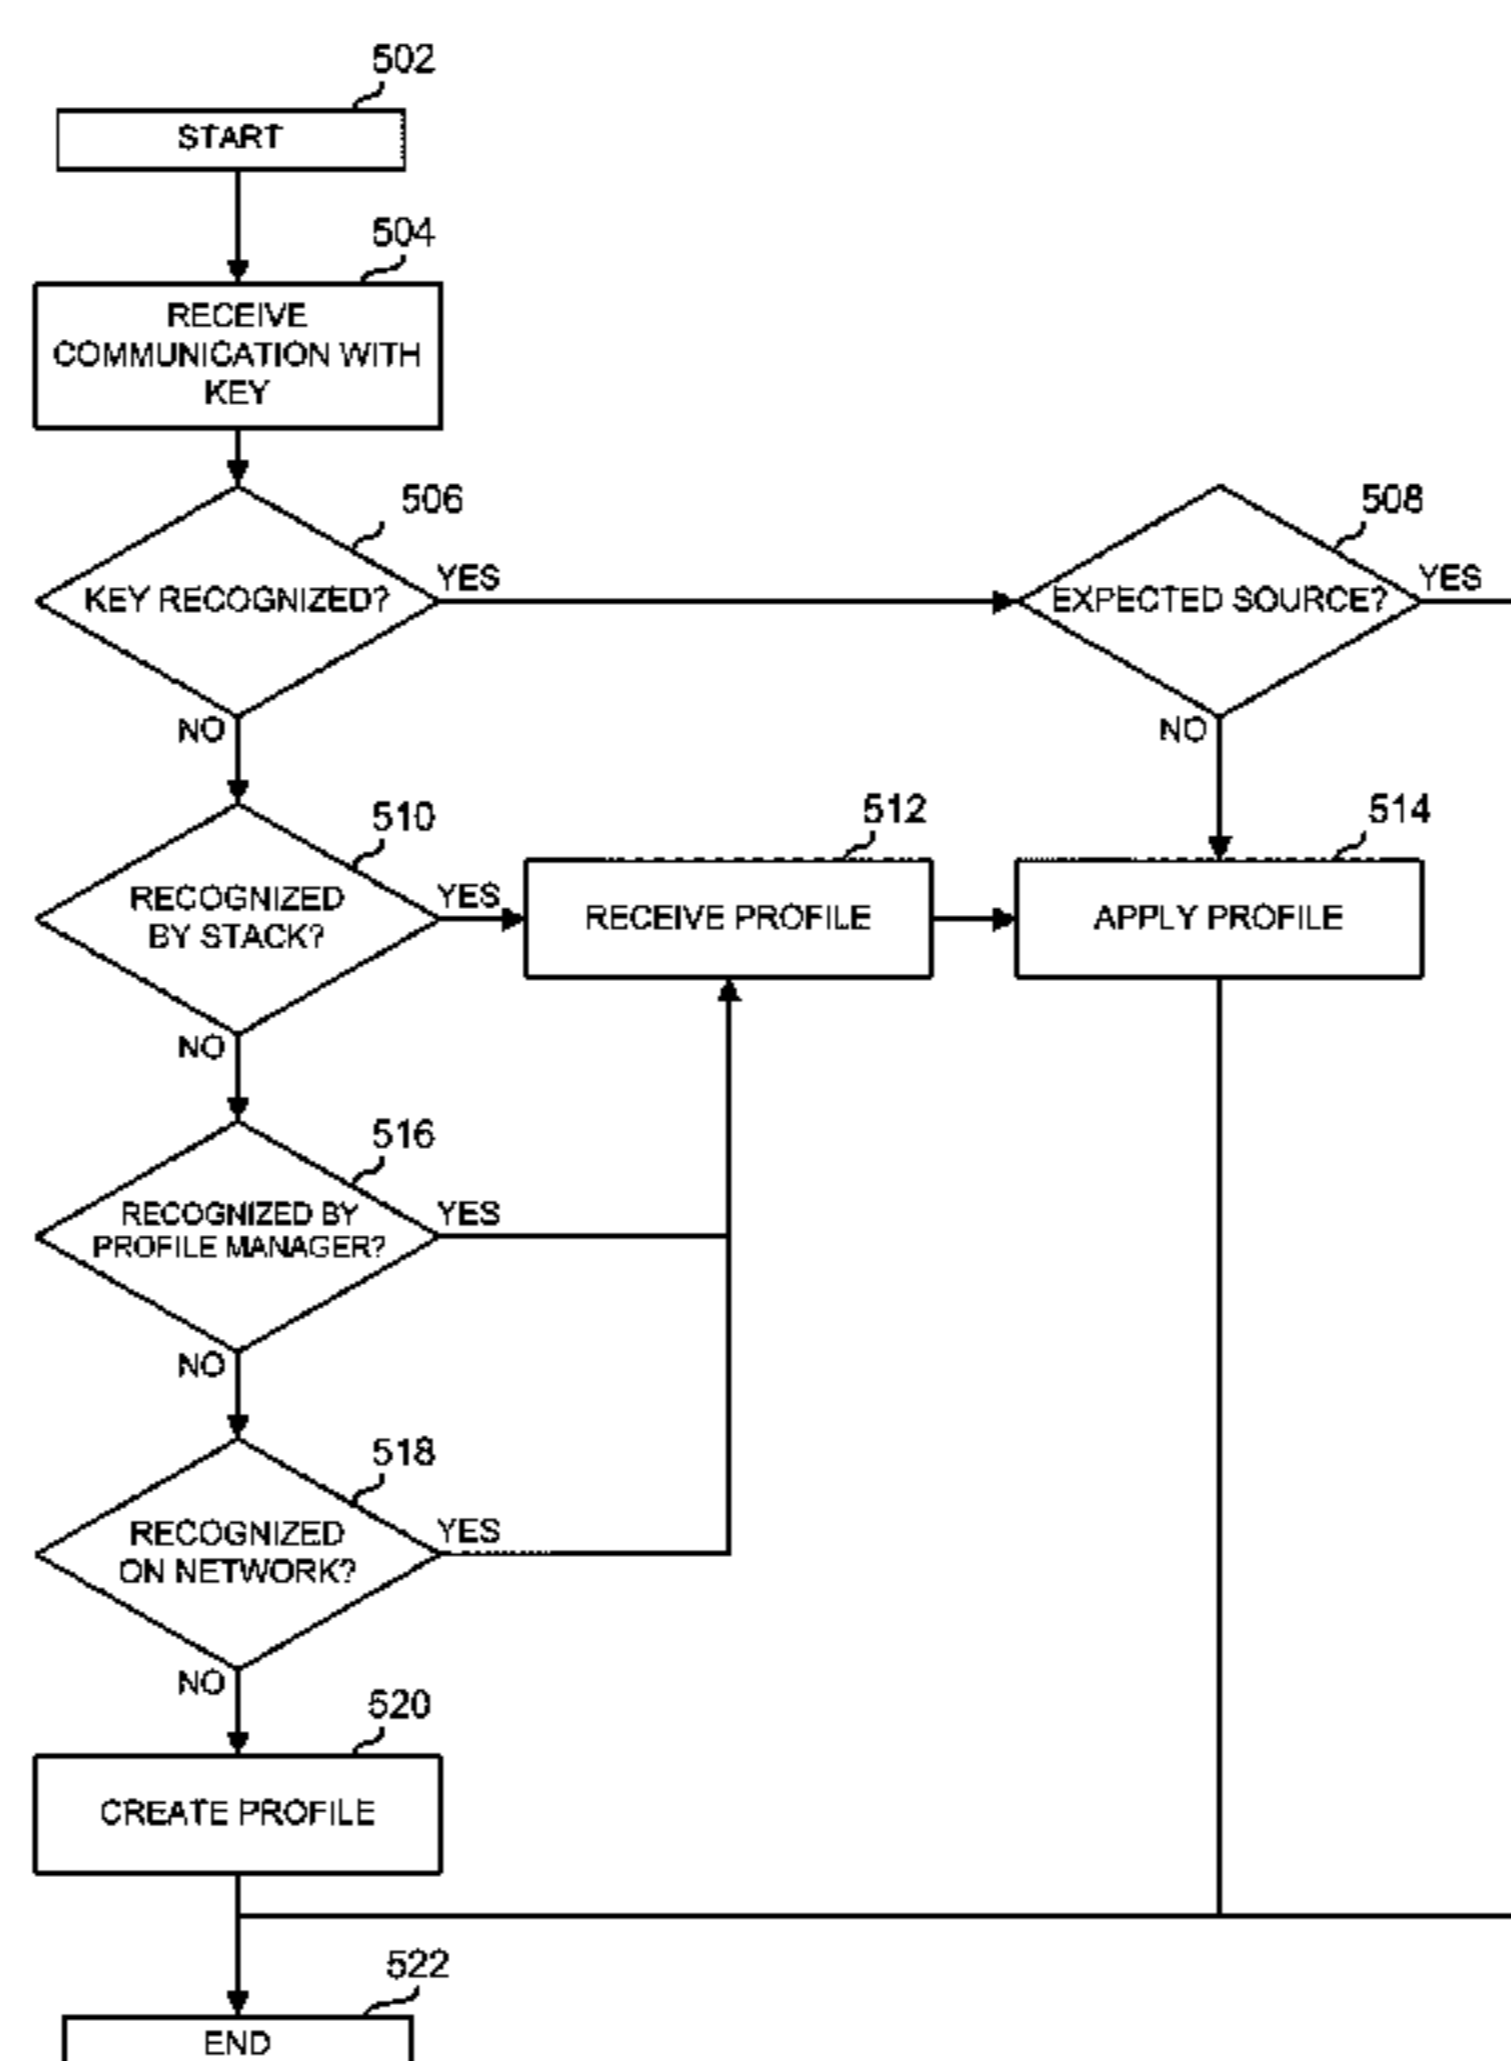 502
START
504
RECEIVE
COMMUNICATION WITH
KEY
506
KEY RECOGNIZED?
YES
NO
508
EXPECTED SOURCE?
YES
NO
510
RECOGNIZED
BY STACK?
YES
NO
512
RECEIVE PROFILE
514
APPLY PROFILE
516
RECOGNIZED BY
PROFILE MANAGER?
YES
NO
518
RECOGNIZED
ON NETWORK?
YES
NO
520
CREATE PROFILE
522
END